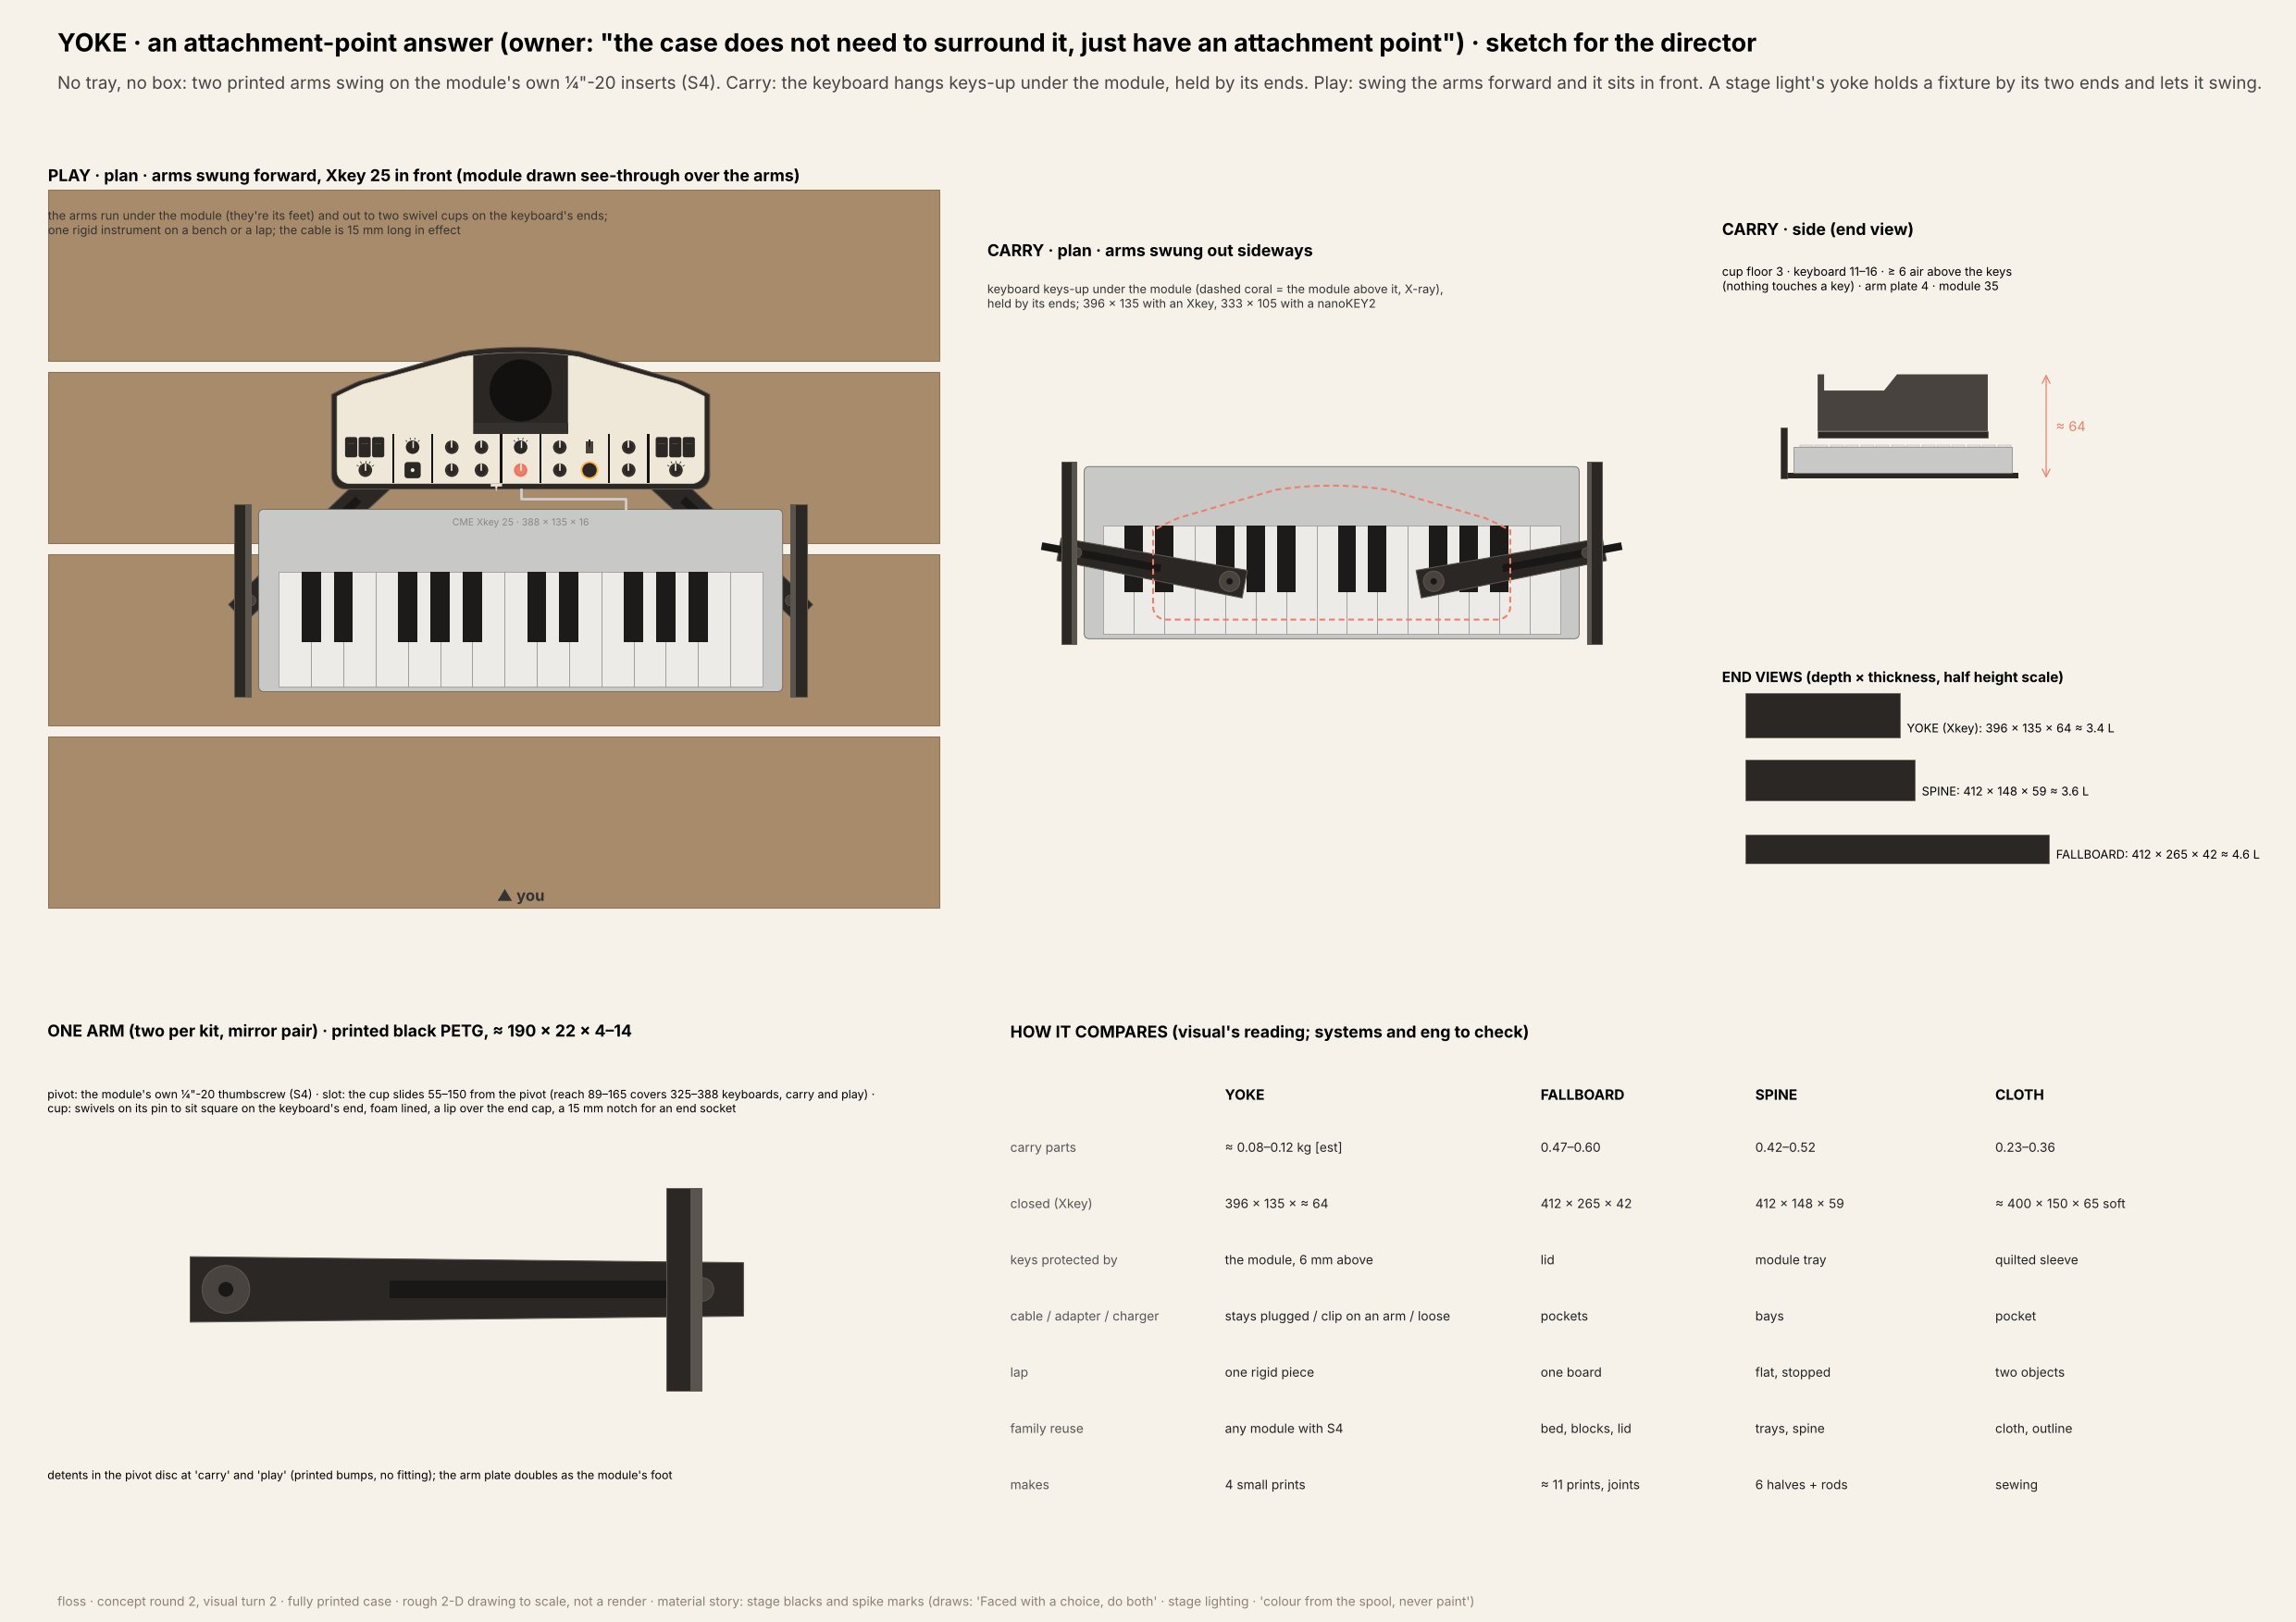 YOKE · an attachment-point answer (owner: "the case does not need to surround it, just have an attachment point") · sketch for the director
No tray, no box: two printed arms swing on the module's own ¼"-20 inserts (S4). Carry: the keyboard hangs keys-up under the module, held by its ends. Play: swing the arms forward and it sits in front. A stage light's yoke holds a fixture by its two ends and lets it swing.
PLAY · plan · arms swung forward, Xkey 25 in front (module drawn see-through over the arms)
the arms run under the module (they're its feet) and out to two swivel cups on the keyboard's ends;
one rigid instrument on a bench or a lap; the cable is 15 mm long in effect
CME Xkey 25 · 388 × 135 × 16
▲ you
CARRY · plan · arms swung out sideways
keyboard keys-up under the module (dashed coral = the module above it, X-ray),
held by its ends; 396 × 135 with an Xkey, 333 × 105 with a nanoKEY2
CARRY · side (end view)
cup floor 3 · keyboard 11–16 · ≥ 6 air above the keys
(nothing touches a key) · arm plate 4 · module 35
≈ 64
END VIEWS (depth × thickness, half height scale)
YOKE (Xkey): 396 × 135 × 64 ≈ 3.4 L
SPINE: 412 × 148 × 59 ≈ 3.6 L
FALLBOARD: 412 × 265 × 42 ≈ 4.6 L
ONE ARM (two per kit, mirror pair) · printed black PETG, ≈ 190 × 22 × 4–14
pivot: the module's own ¼"-20 thumbscrew (S4) · slot: the cup slides 55–150 from the pivot (reach 89–165 covers 325–388 keyboards, carry and play) ·
cup: swivels on its pin to sit square on the keyboard's end, foam lined, a lip over the end cap, a 15 mm notch for an end socket
detents in the pivot disc at 'carry' and 'play' (printed bumps, no fitting); the arm plate doubles as the module's foot
HOW IT COMPARES (visual's reading; systems and eng to check)
YOKE FALLBOARD SPINE CLOTH
carry parts ≈ 0.08–0.12 kg [est] 0.47–0.60 0.42–0.52 0.23–0.36
closed (Xkey) 396 × 135 × ≈ 64 412 × 265 × 42 412 × 148 × 59 ≈ 400 × 150 × 65 soft
keys protected by the module, 6 mm above lid module tray quilted sleeve
cable / adapter / charger stays plugged / clip on an arm / loose pockets bays pocket
lap one rigid piece one board flat, stopped two objects
family reuse any module with S4 bed, blocks, lid trays, spine cloth, outline
makes 4 small prints ≈ 11 prints, joints 6 halves + rods sewing
floss · concept round 2, visual turn 2 · fully printed case · rough 2-D drawing to scale, not a render · material story: stage blacks and spike marks (draws: 'Faced with a choice, do both' · stage lighting · 'colour from the spool, never paint')